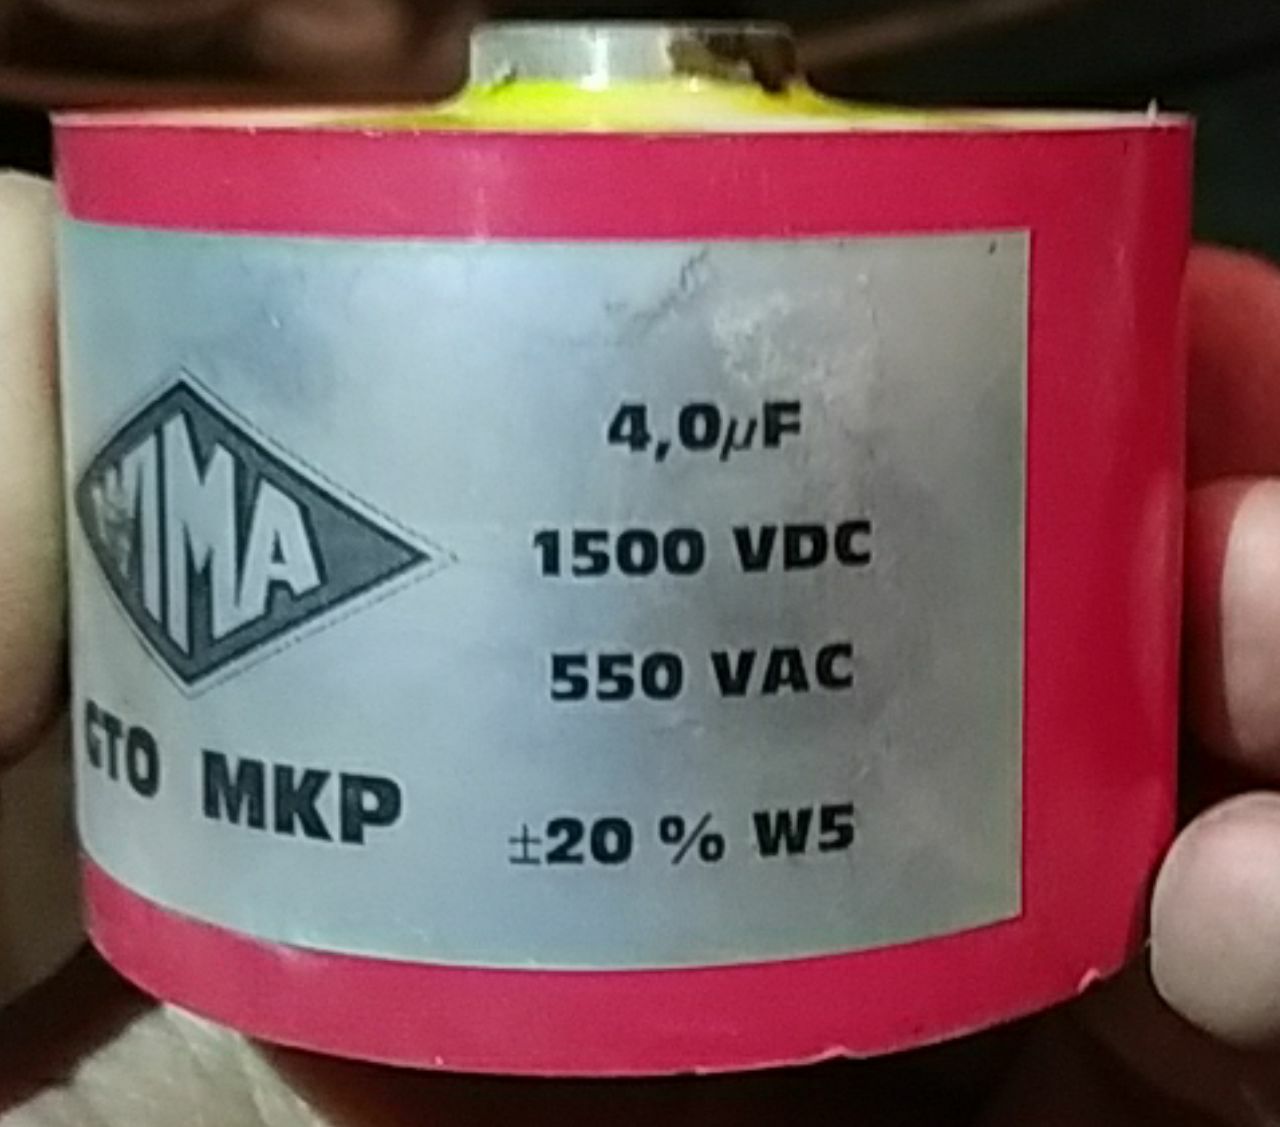 WIMA
GTO MKP
4,0µF
1500 VDC
550 VAC
±20 % W5